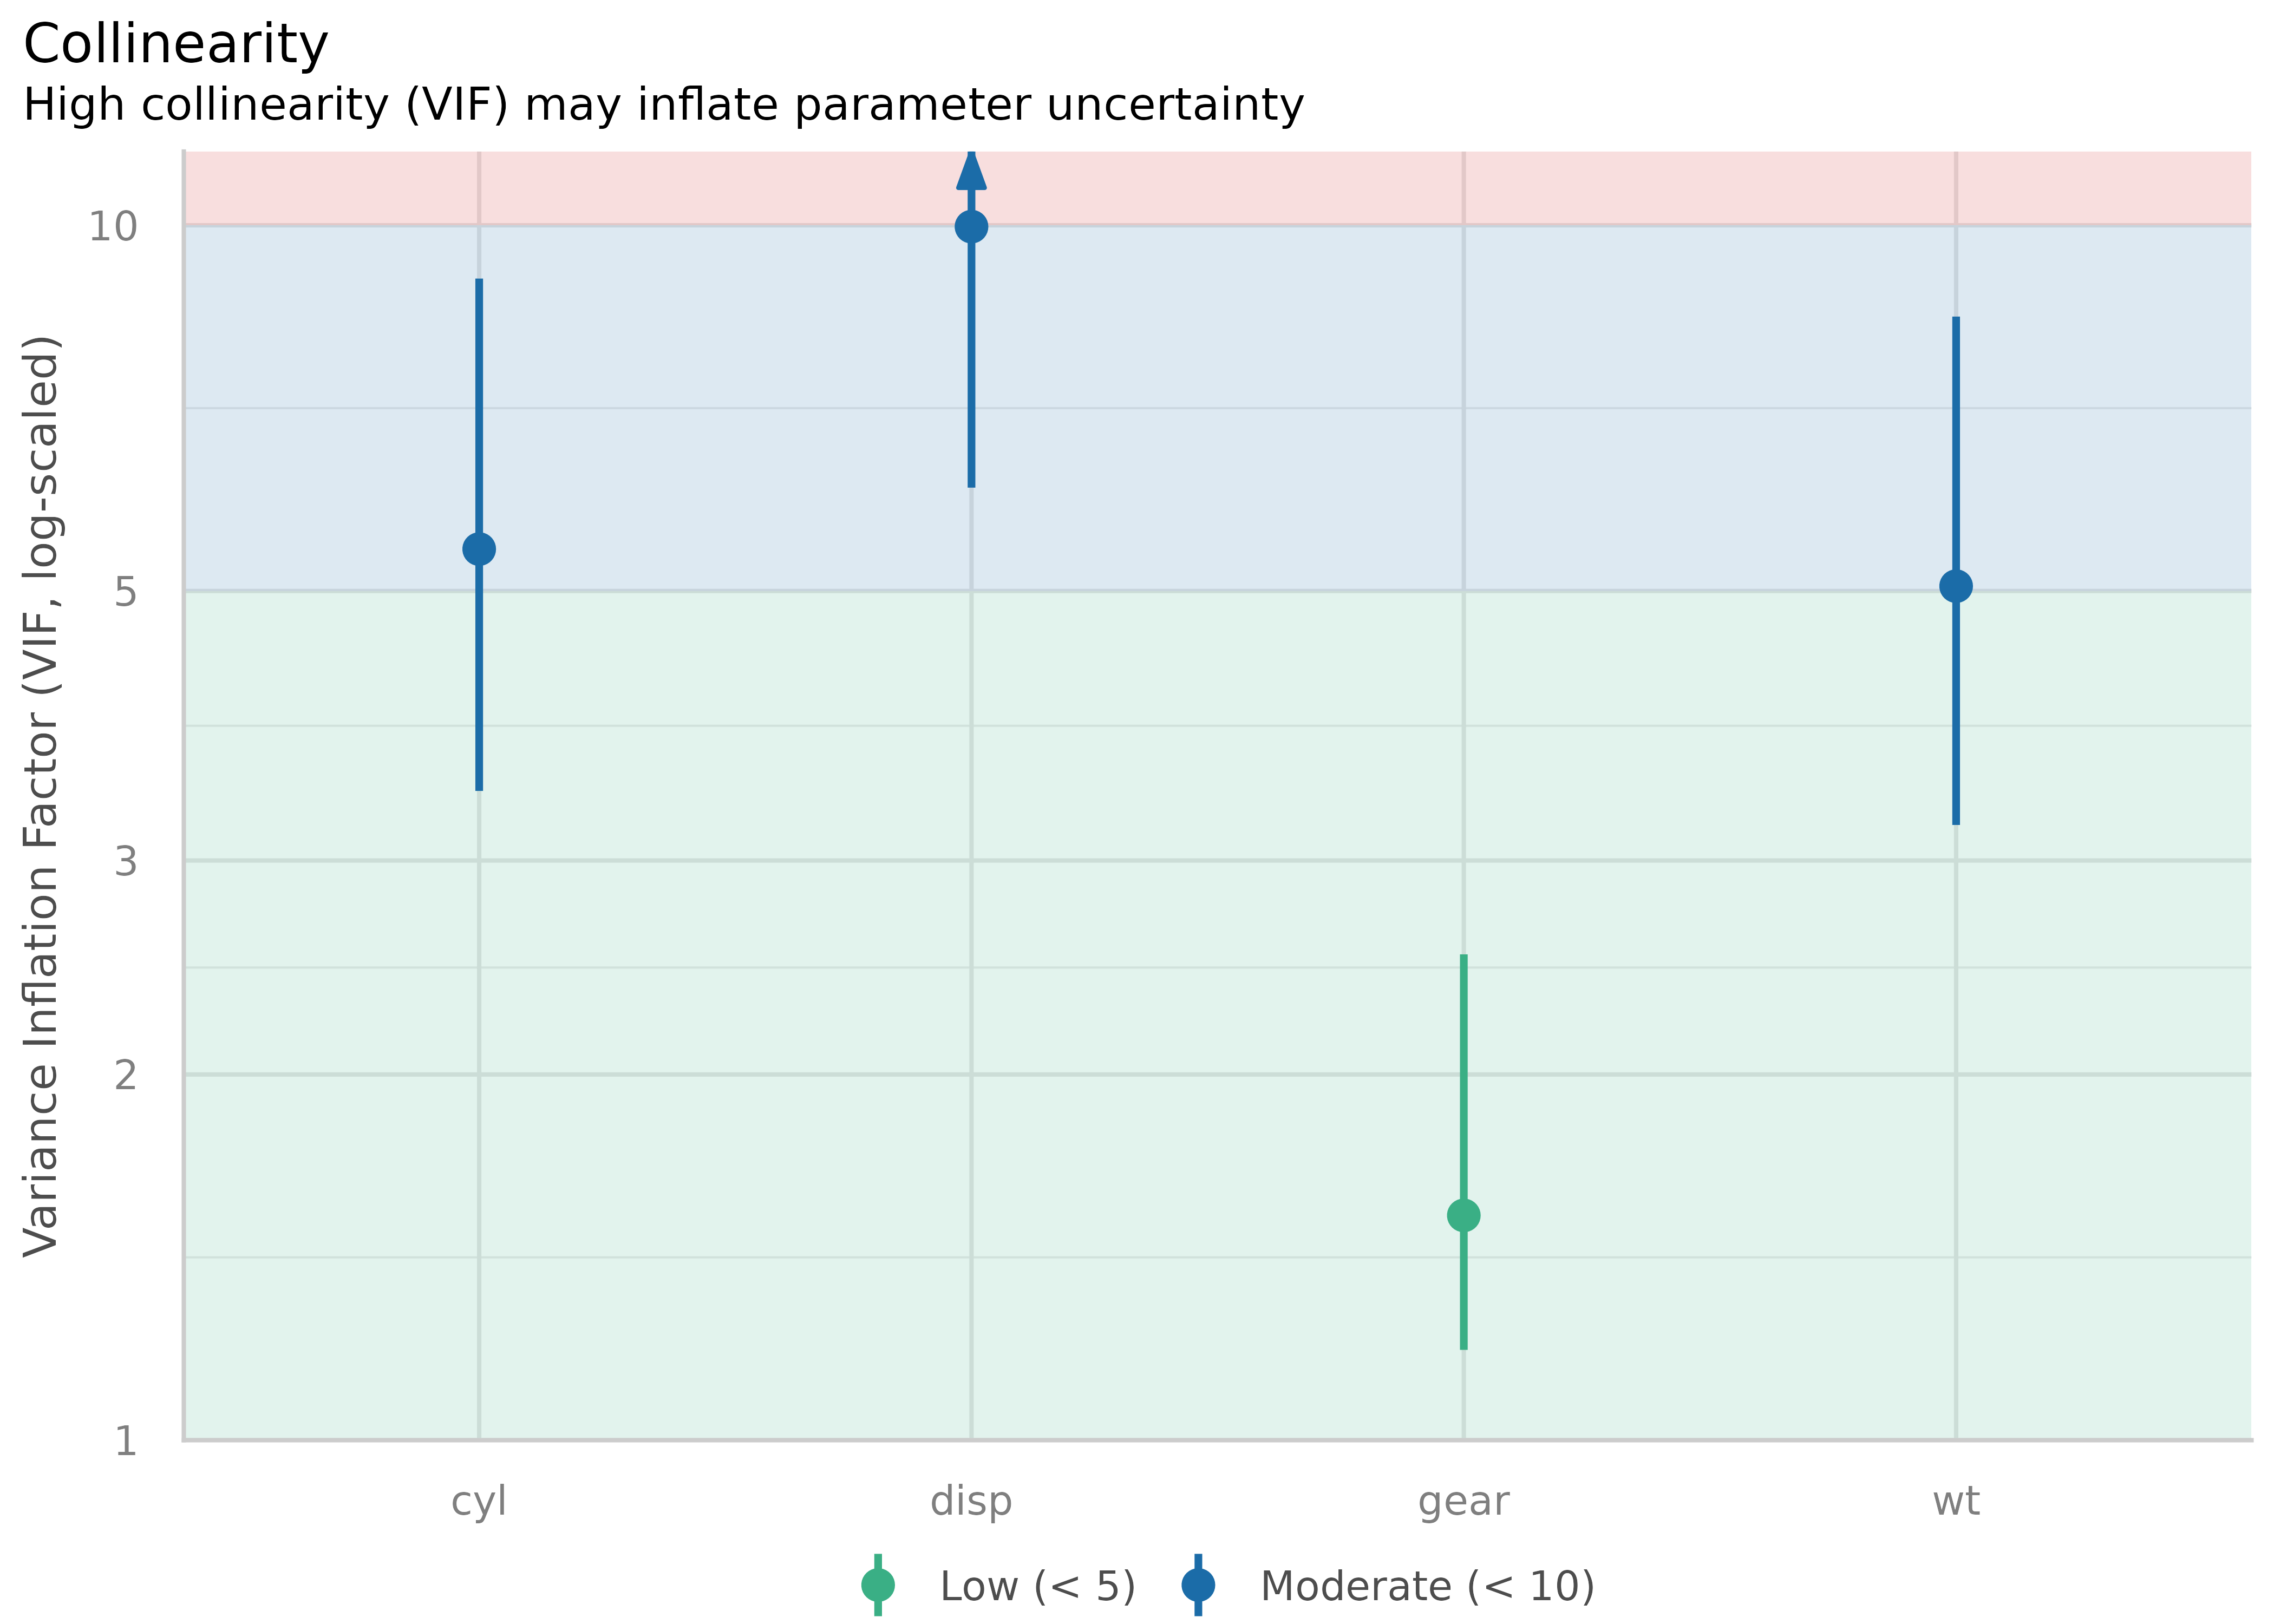 Collinearity
High collinearity (VIF) may inflate parameter uncertainty
Variance Inflation Factor (VIF, log-scaled)
10
5
3
2
1
cyl disp gear wt
Low (< 5) Moderate (< 10)